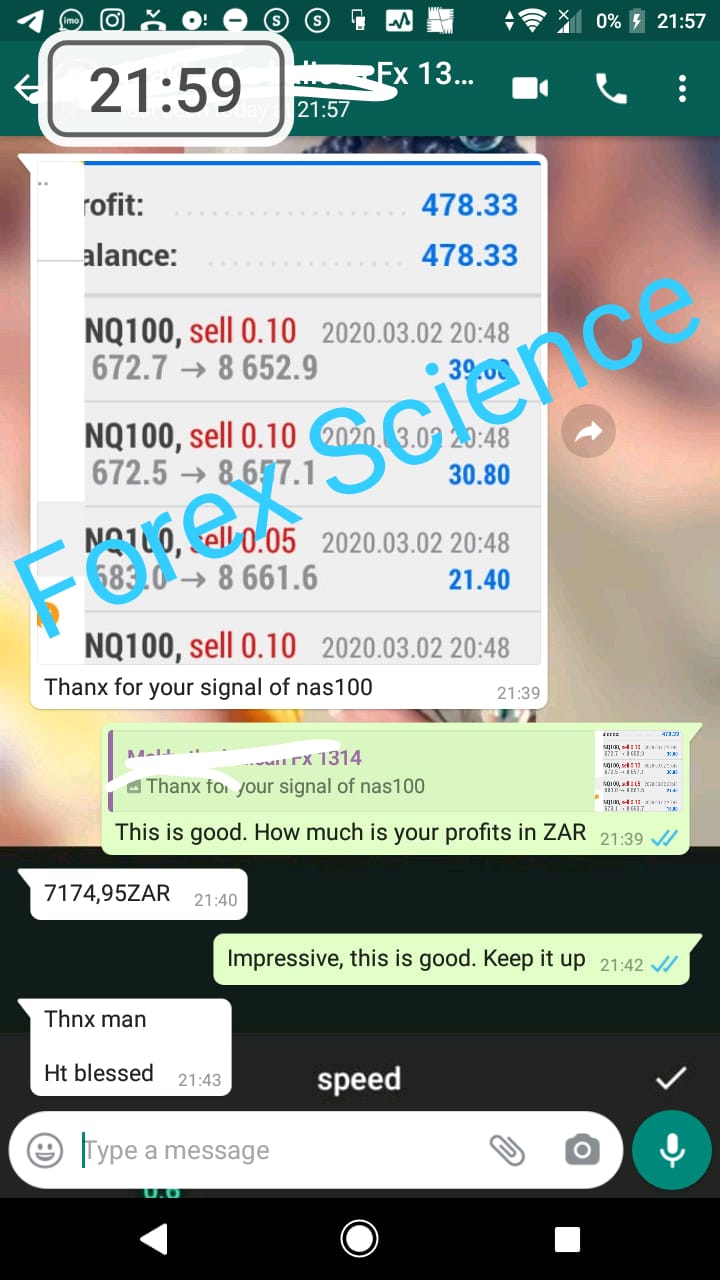 imo
0%
21:57
21:59
Fx 13...
21:57
rofit:
478.33
alance:
478.33
NQ100, sell 0.10
2020.03.02 20:48
672.7 → 8 652.9
NQ100, sell 0.10
2020.03.02 20:48
672.5 → 8 657.1
30.80
NQ100, sell 0.05
2020.03.02 20:48
683.0 → 8 661.6
21.40
NQ100, sell 0.10
2020.03.02 20:48
Forex Science
Thanx for your signal of nas100
21:39
Fx 1314
Thanx for your signal of nas100
This is good. How much is your profits in ZAR
21:39
7174,95ZAR
21:40
Impressive, this is good. Keep it up
21:42
Thnx man
Ht blessed
21:43
speed
Type a message
0.6